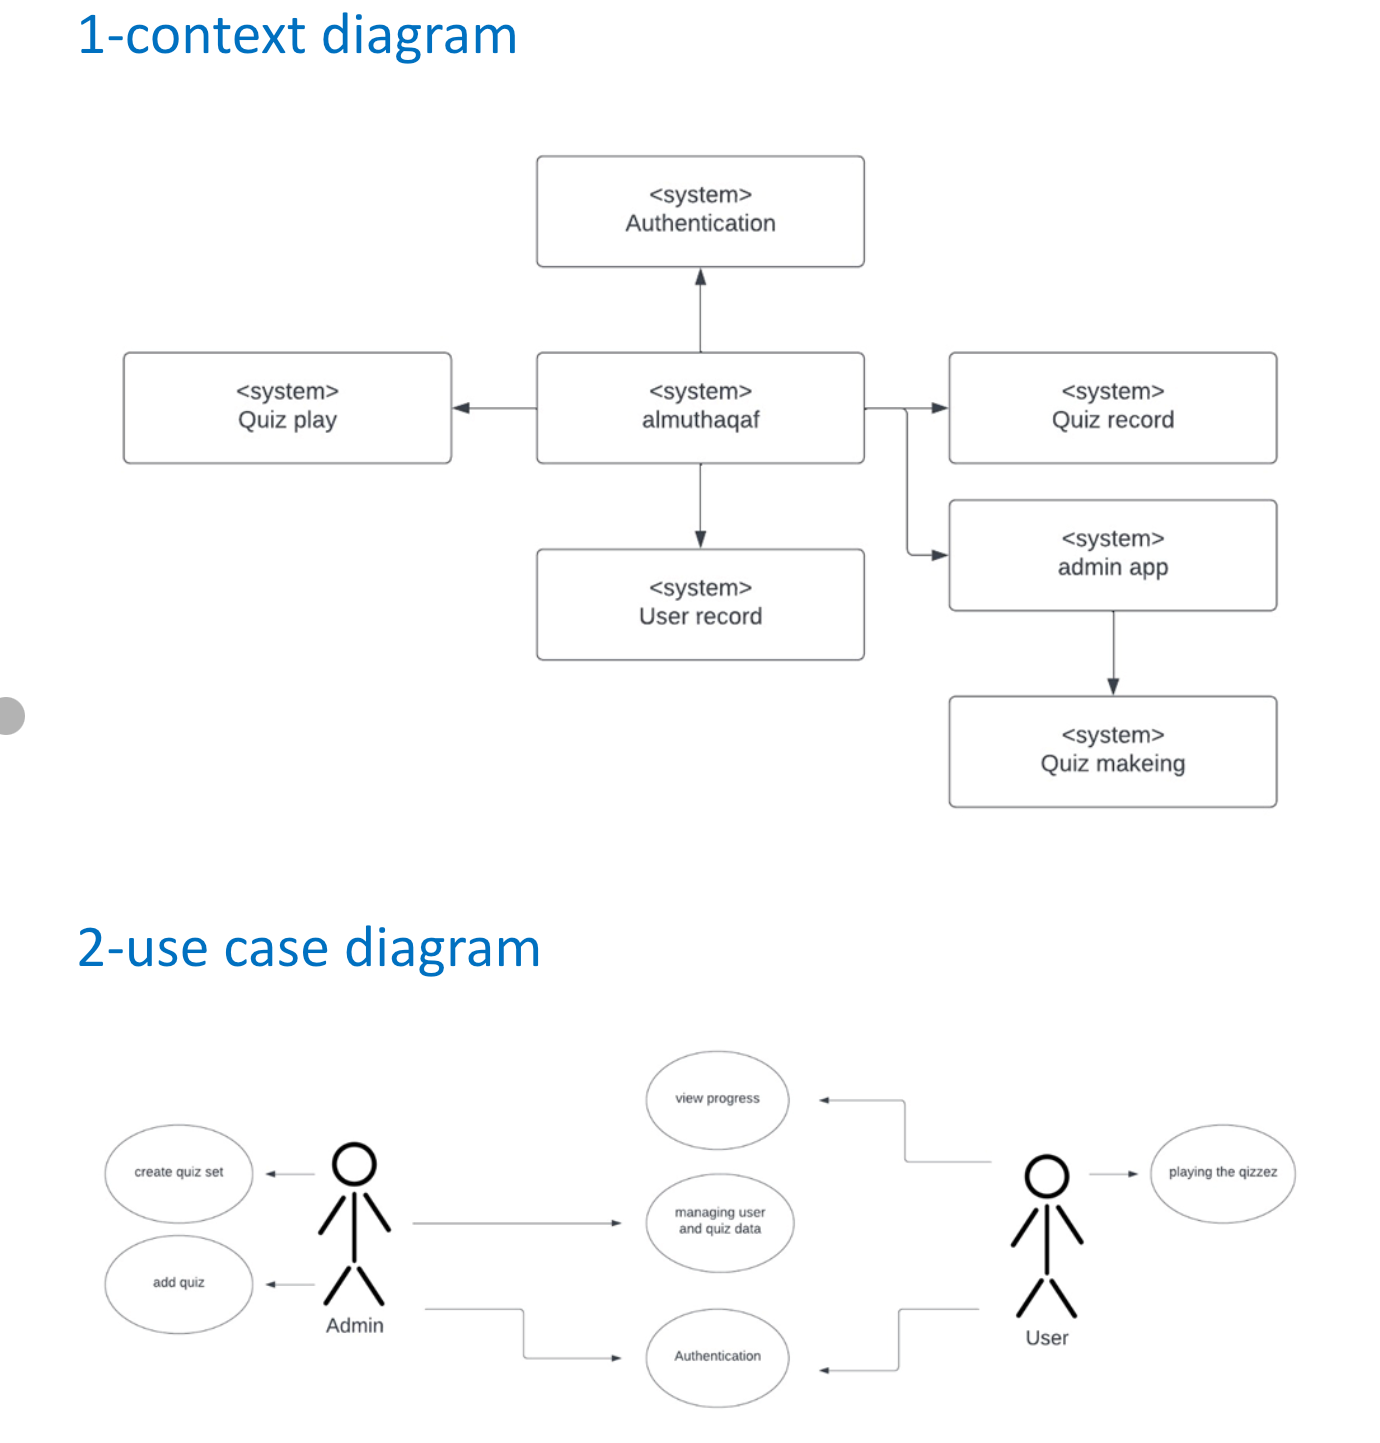 1-context diagram
<system>
Authentication
<system>
Quiz play
<system>
almuthaqaf
<system>
Quiz record
<system>
admin app
<system>
User record
<system>
Quiz makeing
2-use case diagram
view progress
create quiz set
playing the qizzez
managing user
and quiz data
add quiz
Admin
User
Authentication